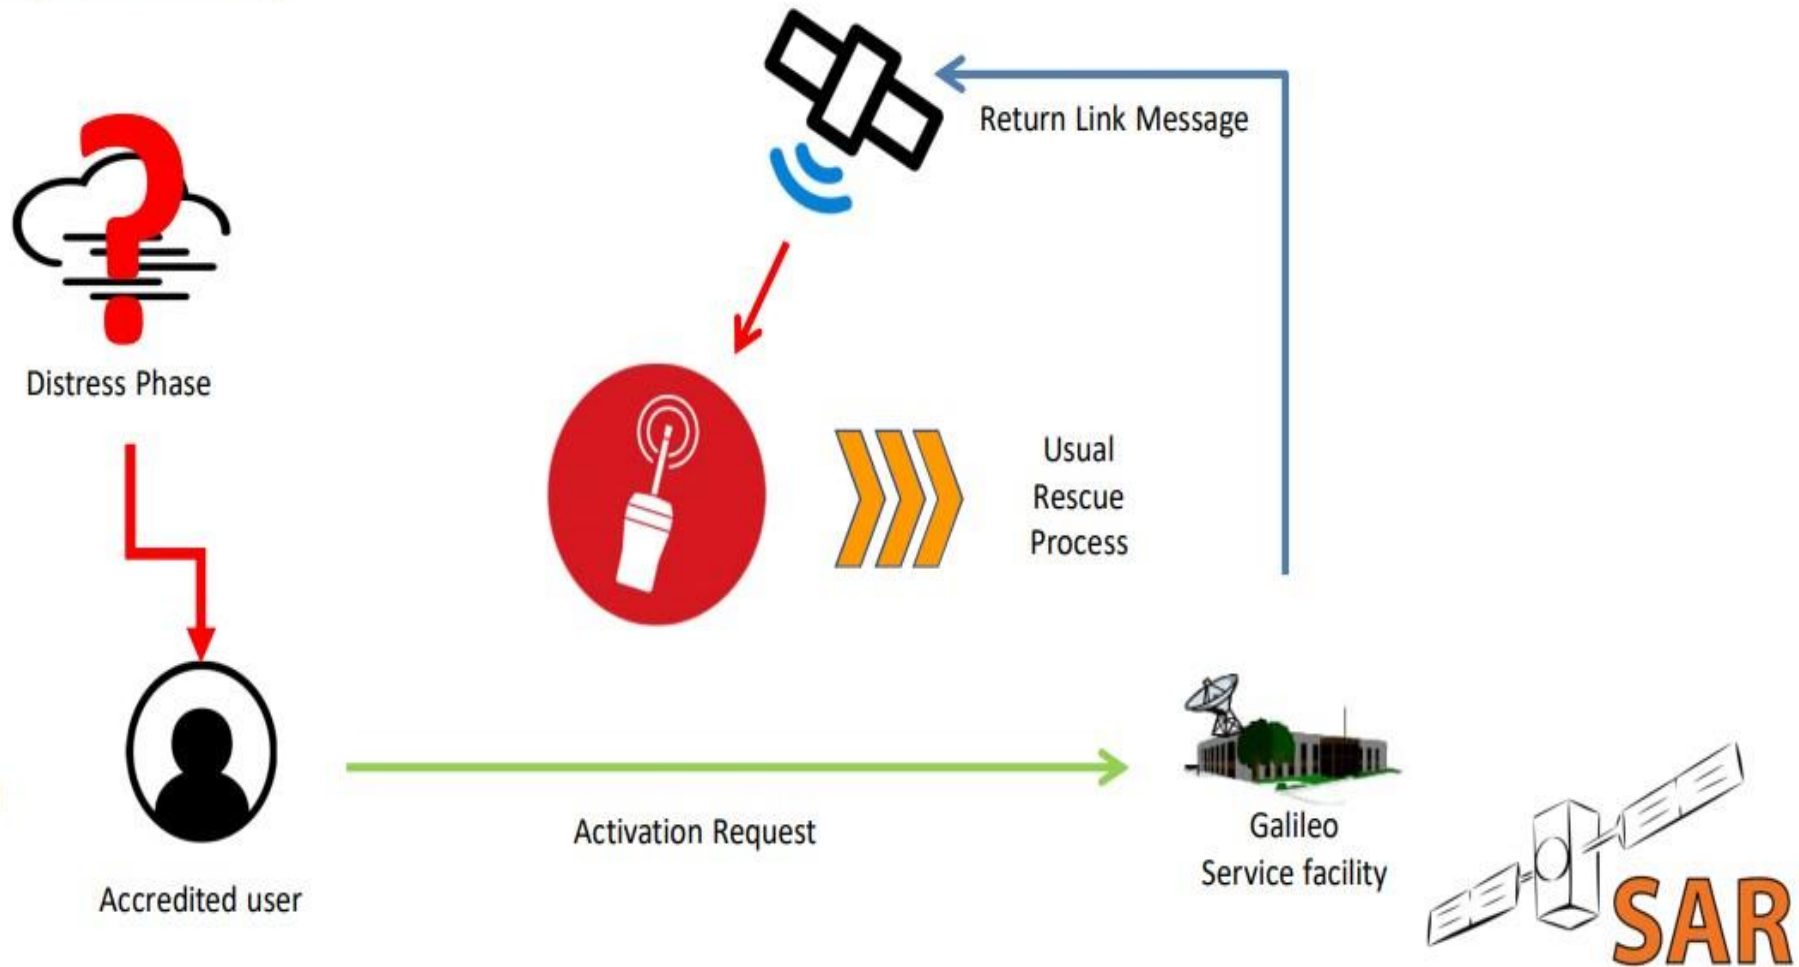 Return Link Message
Distress Phase
Usual
Rescue
Process
Activation Request
Galileo
Service facility
Accredited user
SAR